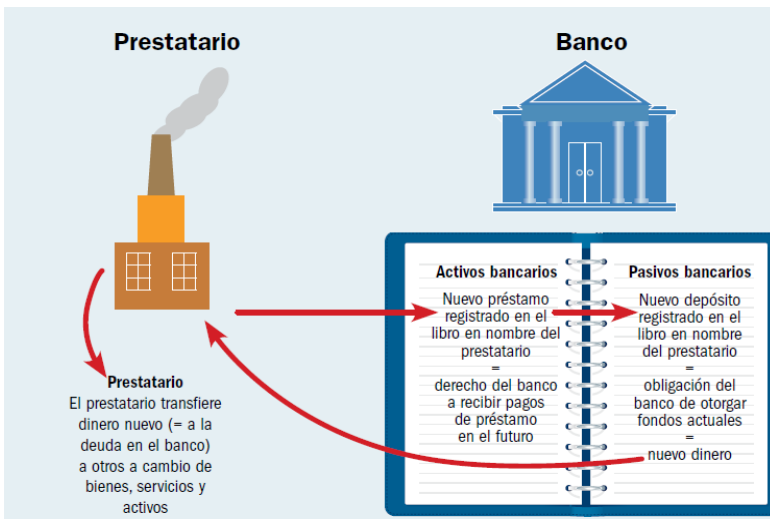 Prestatario
Banco
Activos bancarios
Nuevo préstamo
registrado en el
libro en nombre del
prestatario
=
derecho del banco
a recibir pagos
de préstamo
en el futuro
Pasivos bancarios
Nuevo depósito
registrado en el
libro en nombre
del prestatario
=
obligación del
banco de otorgar
fondos actuales
=
nuevo dinero
Prestatario
El prestatario transfiere
dinero nuevo (= a la
deuda en el banco)
a otros a cambio de
bienes, servicios y
activos